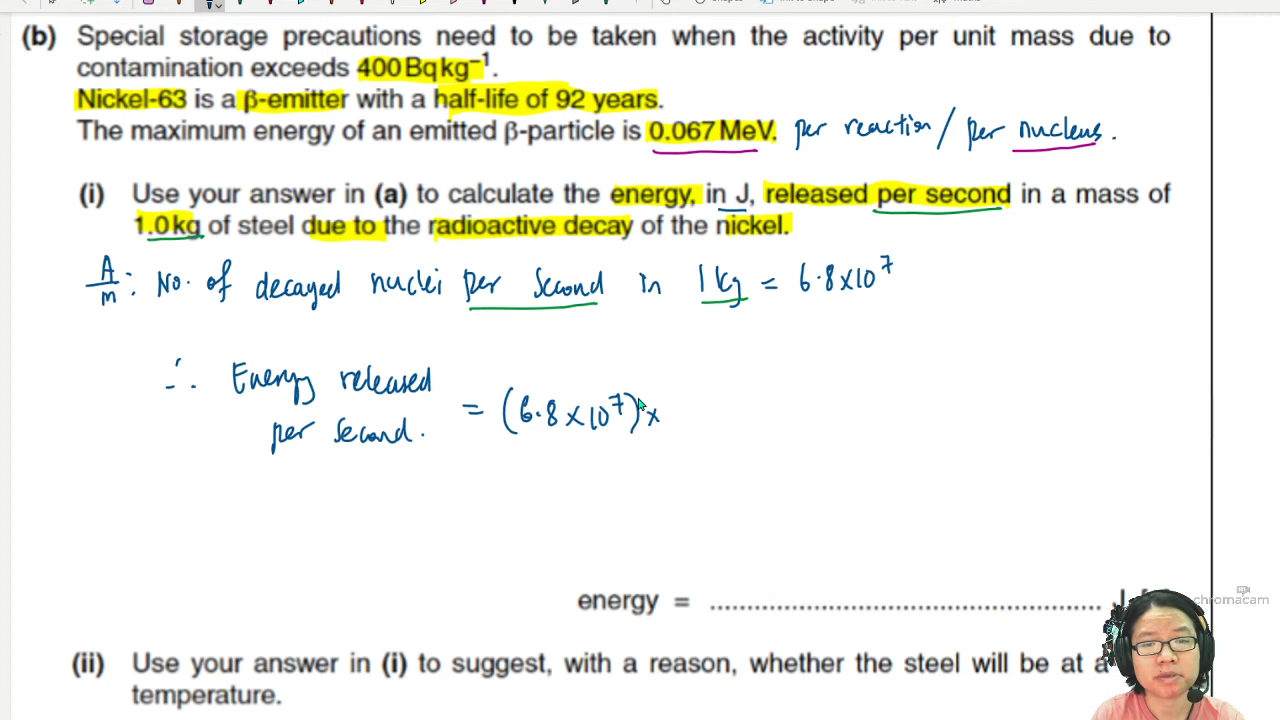 (b) Special storage precautions need to be taken when the activity per unit mass due to
contamination exceeds 400 Bq kg⁻¹.
Nickel-63 is a β-emitter with a half-life of 92 years.
The maximum energy of an emitted β-particle is 0.067 MeV. per reaction / per nucleus.
(i) Use your answer in (a) to calculate the energy, in J, released per second in a mass of
1.0 kg of steel due to the radioactive decay of the nickel.
A/m : No. of decayed nuclei per second in 1 kg = 6.8 × 10⁷
∴ Energy released
per second. = (6.8 × 10⁷) ×
energy = ........................................ J
chromacam
(ii) Use your answer in (i) to suggest, with a reason, whether the steel will be at a
temperature.